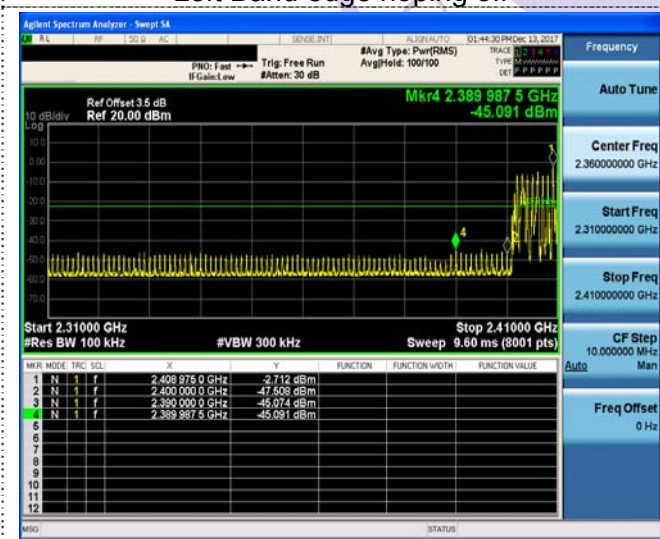 Agilent Spectrum Analyzer - Swept SA
RL RF 50 Ω AC SENSE:INT ALIGN AUTO 01:44:30 PM Dec 13, 2017
#Avg Type: Pwr(RMS) TRACE 1 2 3 4 5 6
PNO: Fast Trig: Free Run Avg|Hold: 100/100 TYPE M
IFGain:Low #Atten: 30 dB DET P P P P P P
Frequency
Auto Tune
Mkr4 2.389 987 5 GHz
Ref Offset 3.5 dB
10 dB/div Ref 20.00 dBm -45.091 dBm
Log
10.0
0.00
-10.0
-20.0
-30.0
-40.0
-50.0
-60.0
-70.0
1
2
4
Center Freq
2.360000000 GHz
Start Freq
2.310000000 GHz
Stop Freq
2.410000000 GHz
Start 2.31000 GHz Stop 2.41000 GHz
#Res BW 100 kHz #VBW 300 kHz Sweep 9.60 ms (8001 pts)
CF Step
10.000000 MHz
Auto Man
Freq Offset
0 Hz
MKR MODE TRC SCL X Y FUNCTION FUNCTION WIDTH FUNCTION VALUE
1 N 1 f 2.408 975 0 GHz -2.712 dBm
2 N 1 f 2.400 000 0 GHz -47.508 dBm
3 N 1 f 2.390 000 0 GHz -45.074 dBm
4 N 1 f 2.389 987 5 GHz -45.091 dBm
5
6
7
8
9
10
11
12
MSG STATUS